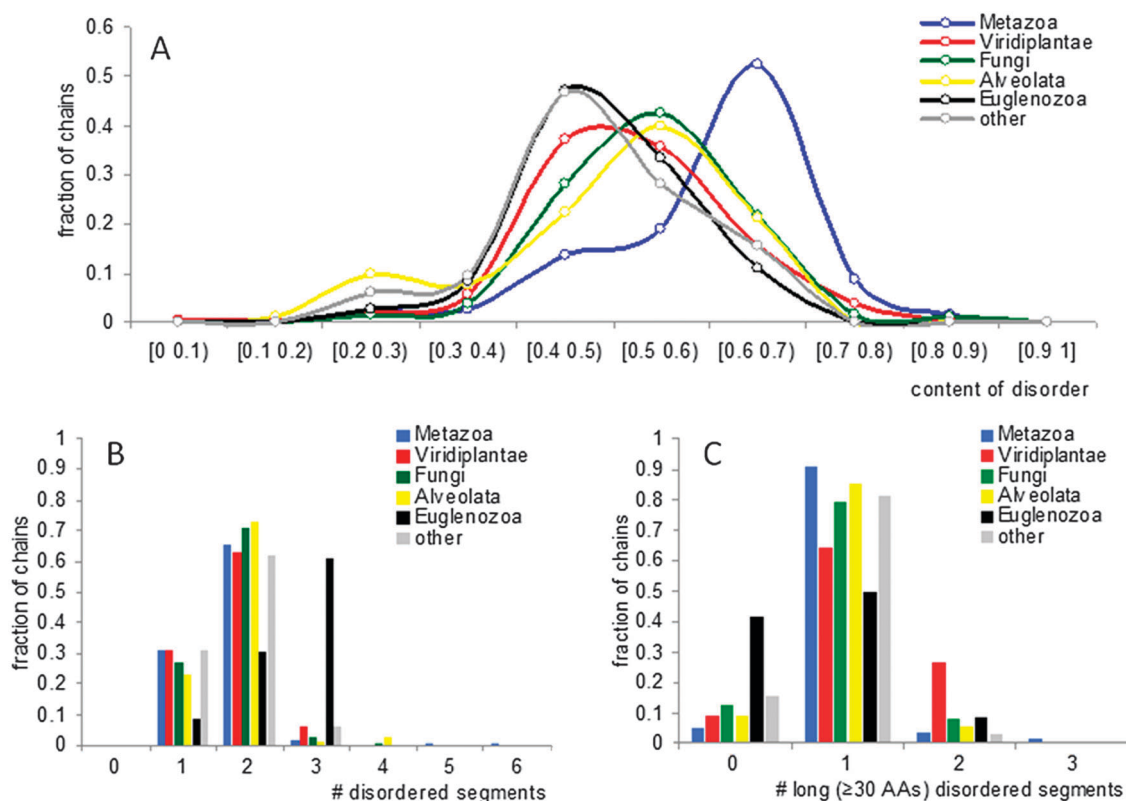 A
0.6
0.5
0.4
0.3
0.2
0.1
0
fraction of chains
Metazoa
Viridiplantae
Fungi
Alveolata
Euglenozoa
other
[0 0.1) [0.1 0.2) [0.2 0.3) [0.3 0.4) [0.4 0.5) [0.5 0.6) [0.6 0.7) [0.7 0.8) [0.8 0.9) [0.9 1]
content of disorder
B
1
0.9
0.8
0.7
0.6
0.5
0.4
0.3
0.2
0.1
0
fraction of chains
Metazoa
Viridiplantae
Fungi
Alveolata
Euglenozoa
other
0 1 2 3 4 5 6
# disordered segments
C
1
0.9
0.8
0.7
0.6
0.5
0.4
0.3
0.2
0.1
0
fraction of chains
Metazoa
Viridiplantae
Fungi
Alveolata
Euglenozoa
other
0 1 2 3
# long (≥30 AAs) disordered segments